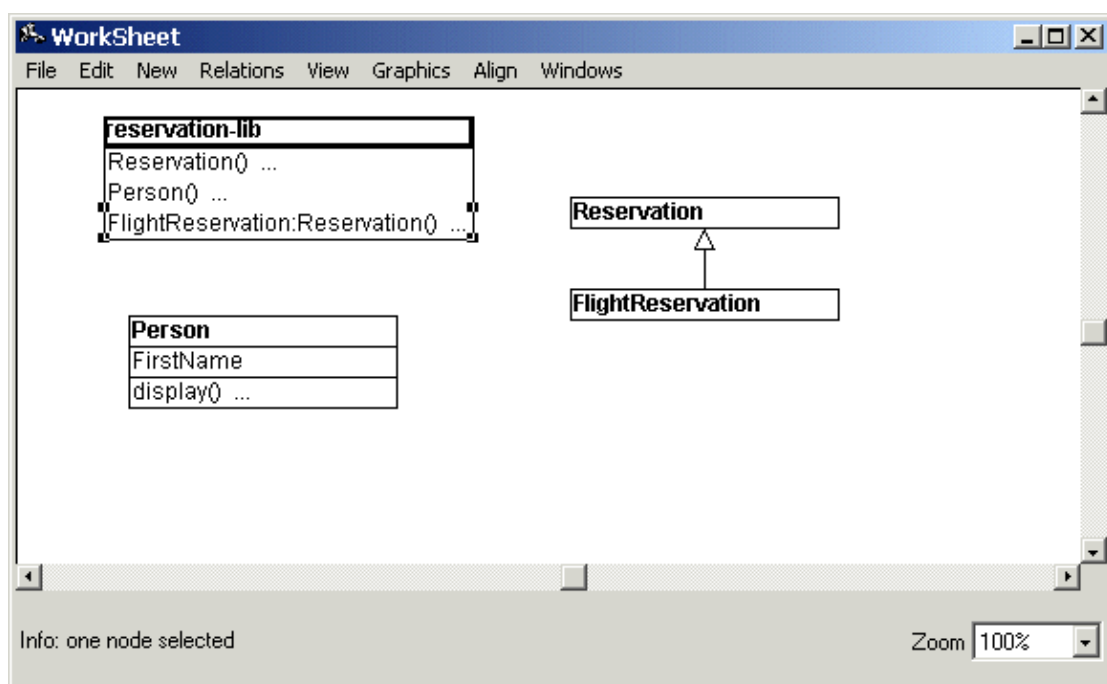 WorkSheet
File Edit New Relations View Graphics Align Windows
reservation-lib
Reservation() ...
Person() ...
FlightReservation:Reservation() ...
Reservation
FlightReservation
Person
FirstName
display() ...
Info: one node selected
Zoom 100%